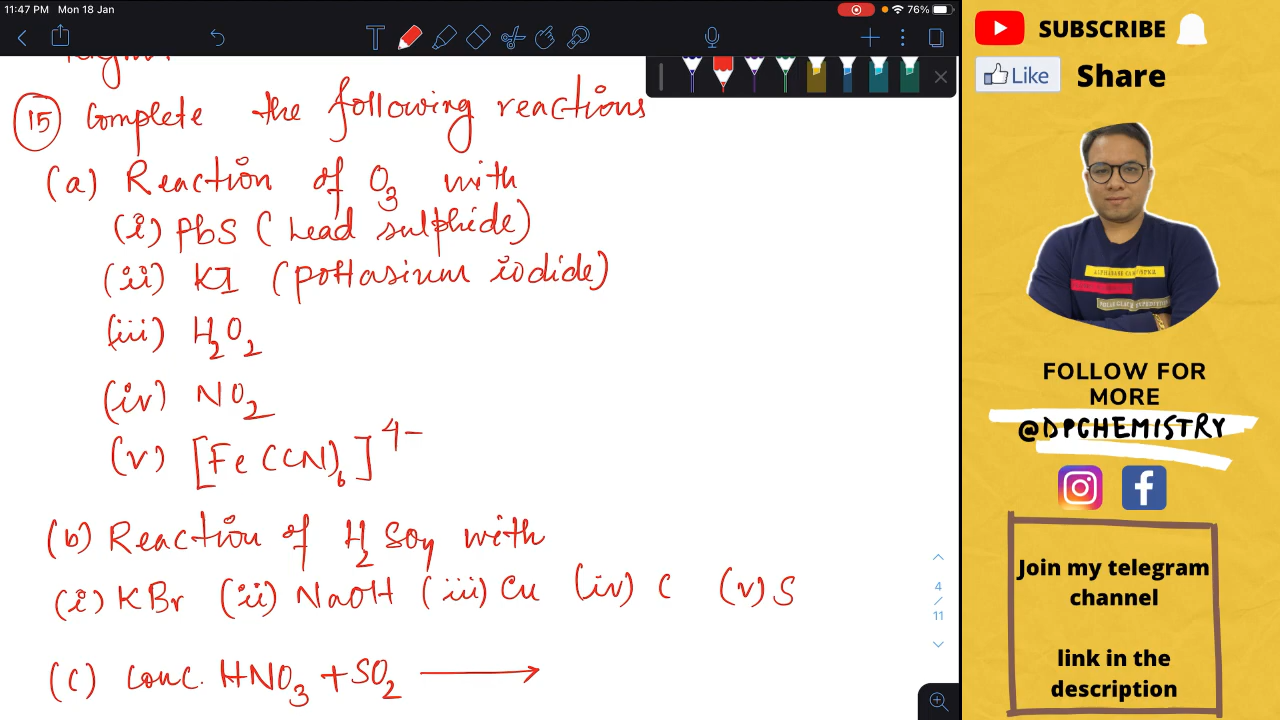 11:47 PM Mon 18 Jan
76%
(15) Complete the following reactions
(a) Reaction of O3 with
(i) PbS (Lead sulphide)
(ii) KI (pottasium iodide)
(iii) H2O2
(iv) NO2
(v) [Fe(CN)6]4-
(b) Reaction of H2SO4 with
(i) KBr (ii) NaOH (iii) Cu (iv) C (v) S
(c) conc. HNO3 + SO2 ⟶
4
/
11
SUBSCRIBE
Like Share
FOLLOW FOR
MORE
@DPCHEMISTRY
Join my telegram
channel
link in the
description